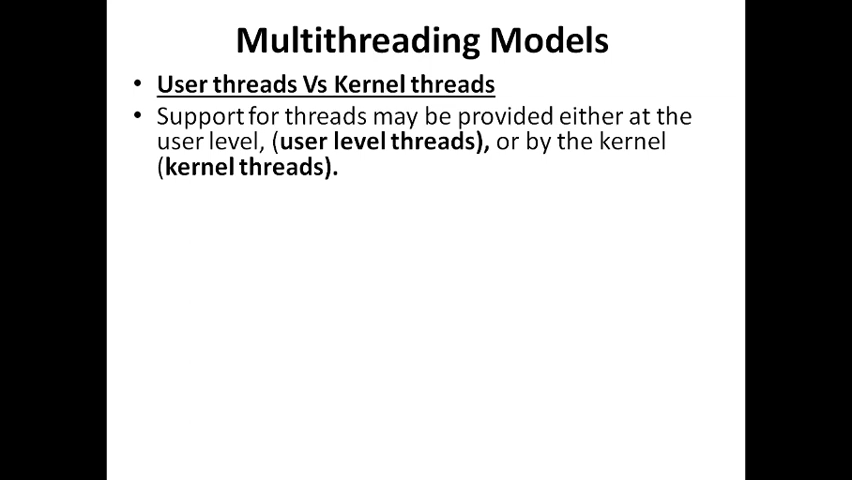 Multithreading Models
• User threads Vs Kernel threads
• Support for threads may be provided either at the
user level, (user level threads), or by the kernel
(kernel threads).